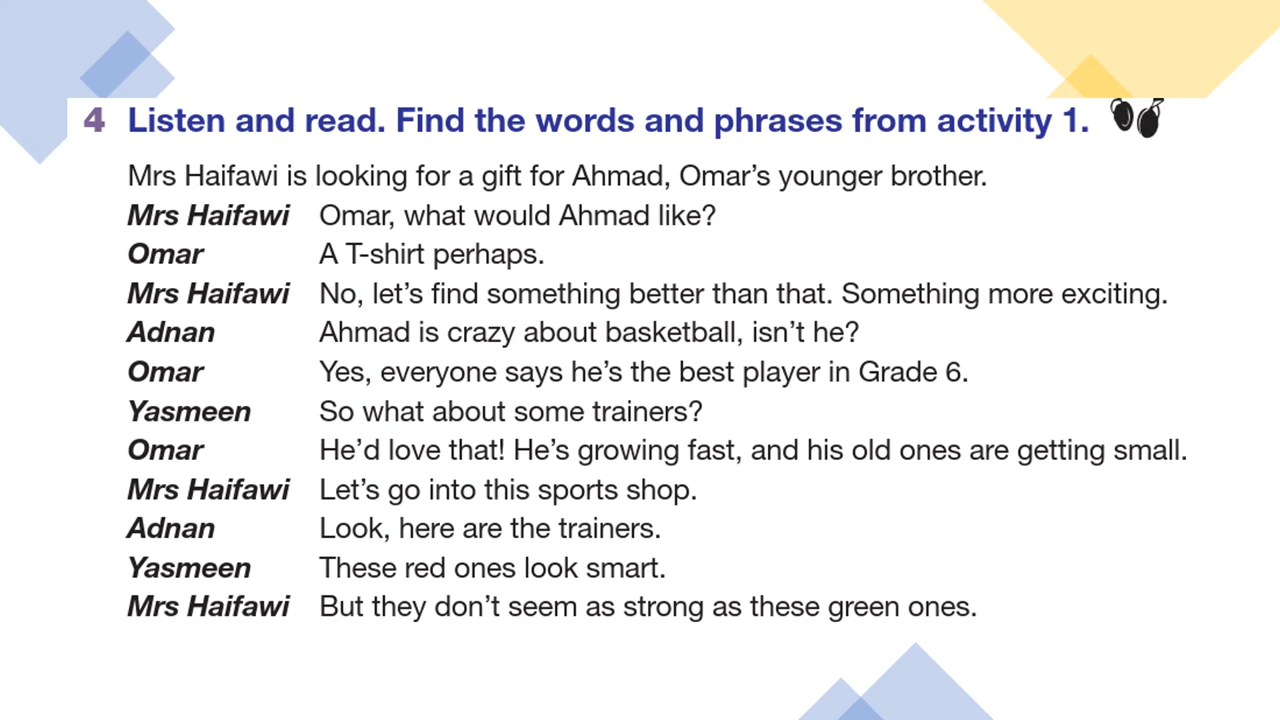 4 Listen and read. Find the words and phrases from activity 1.
Mrs Haifawi is looking for a gift for Ahmad, Omar’s younger brother.
Mrs Haifawi Omar, what would Ahmad like?
Omar A T-shirt perhaps.
Mrs Haifawi No, let’s find something better than that. Something more exciting.
Adnan Ahmad is crazy about basketball, isn’t he?
Omar Yes, everyone says he’s the best player in Grade 6.
Yasmeen So what about some trainers?
Omar He’d love that! He’s growing fast, and his old ones are getting small.
Mrs Haifawi Let’s go into this sports shop.
Adnan Look, here are the trainers.
Yasmeen These red ones look smart.
Mrs Haifawi But they don’t seem as strong as these green ones.